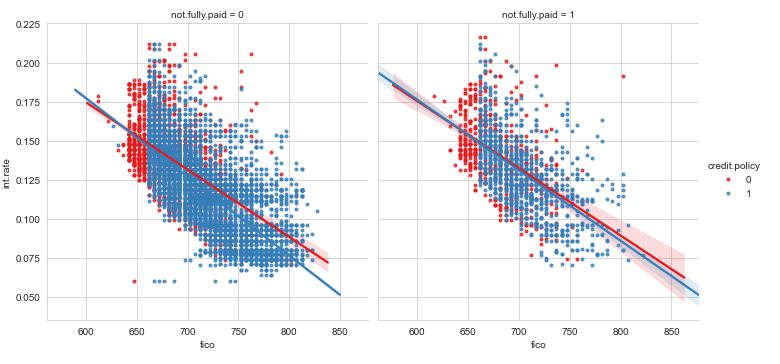 not.fully.paid = 0
not.fully.paid = 1
0.225
0.200
0.175
0.150
0.125
0.100
0.075
0.050
int.rate
600 650 700 750 800 850
600 650 700 750 800 850
fico
fico
credit.policy
0
1